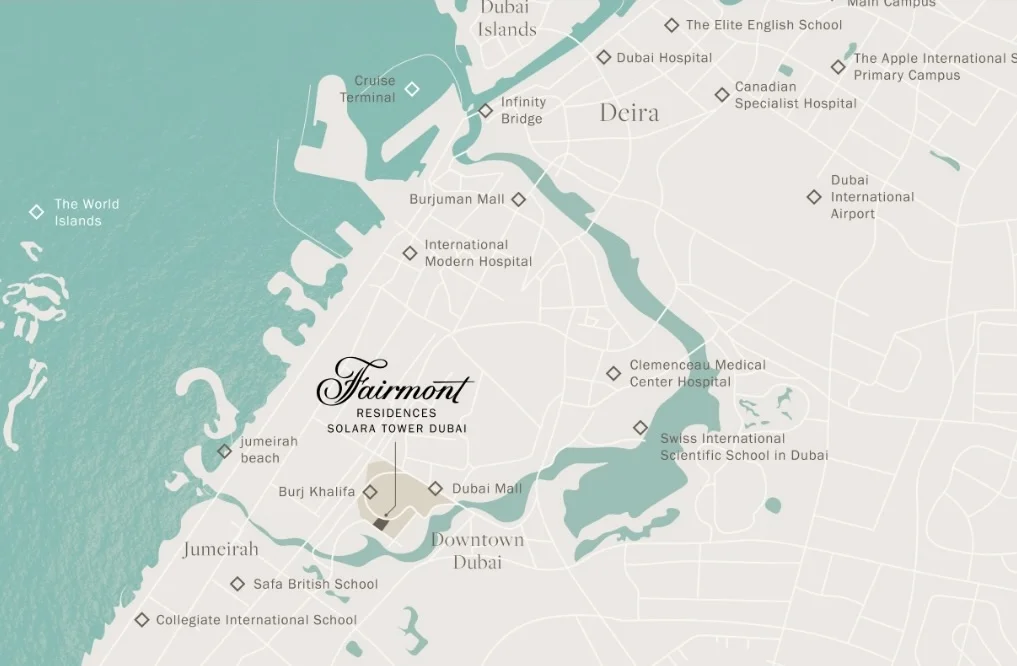 Main Campus
Dubai
Islands
The Elite English School
Dubai Hospital
The Apple International S
Primary Campus
Cruise
Terminal
Canadian
Specialist Hospital
Infinity
Bridge
Deira
Dubai
International
Airport
Burjuman Mall
The World
Islands
International
Modern Hospital
Fairmont
RESIDENCES
SOLARA TOWER DUBAI
Clemenceau Medical
Center Hospital
jumeirah
beach
Swiss International
Scientific School in Dubai
Burj Khalifa
Dubai Mall
Jumeirah
Downtown
Dubai
Safa British School
Collegiate International School